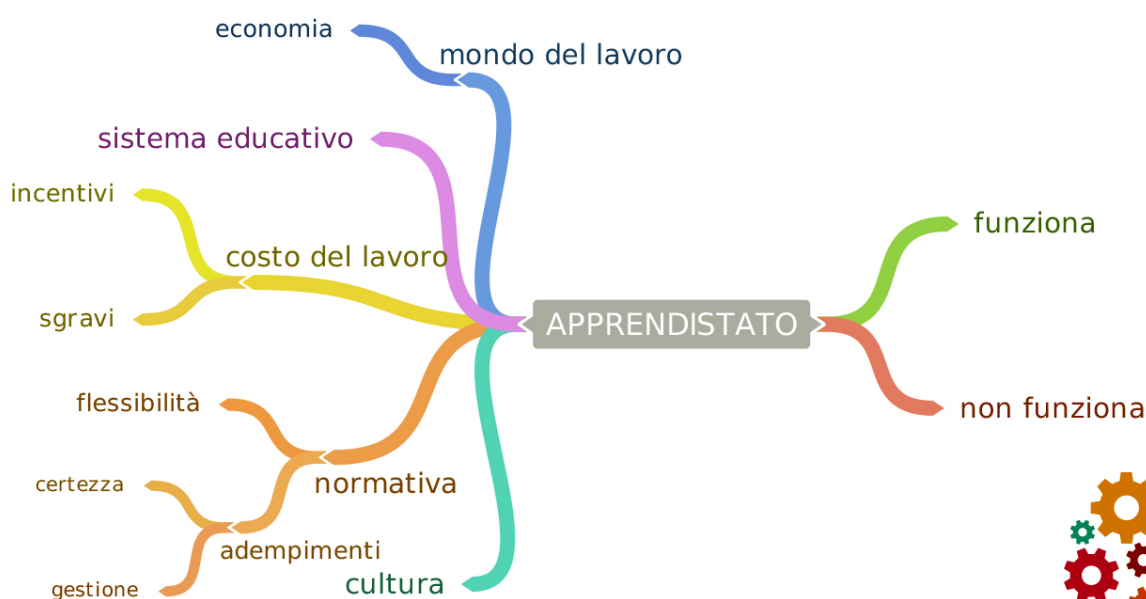 economia
mondo del lavoro
sistema educativo
incentivi
costo del lavoro
sgravi
flessibilità
normativa
certezza
adempimenti
gestione
cultura
APPRENDISTATO
funziona
non funziona